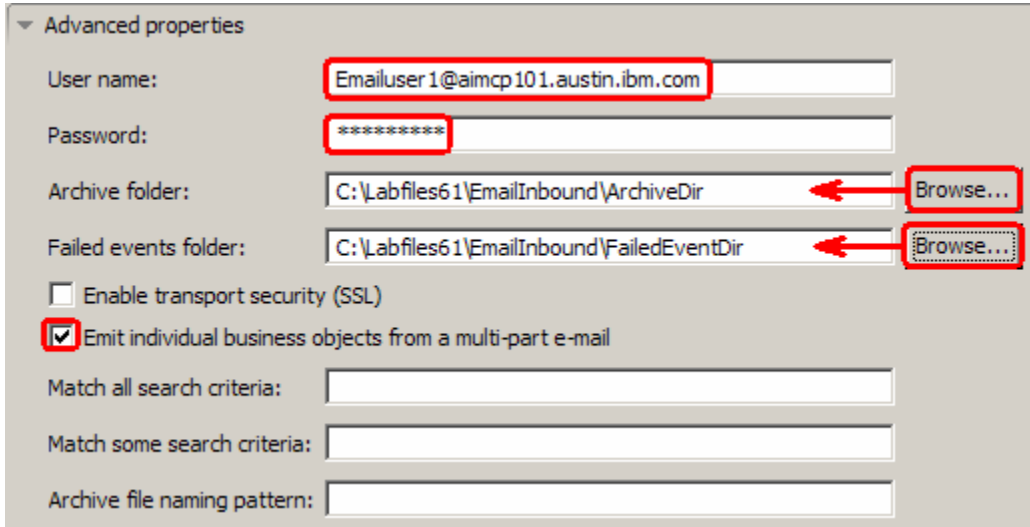 Advanced properties
User name: Emailuser1@aimcp101.austin.ibm.com
Password: *********
Archive folder: C:\Labfiles61\EmailInbound\ArchiveDir Browse...
Failed events folder: C:\Labfiles61\EmailInbound\FailedEventDir Browse...
Enable transport security (SSL)
Emit individual business objects from a multi-part e-mail
Match all search criteria:
Match some search criteria:
Archive file naming pattern: